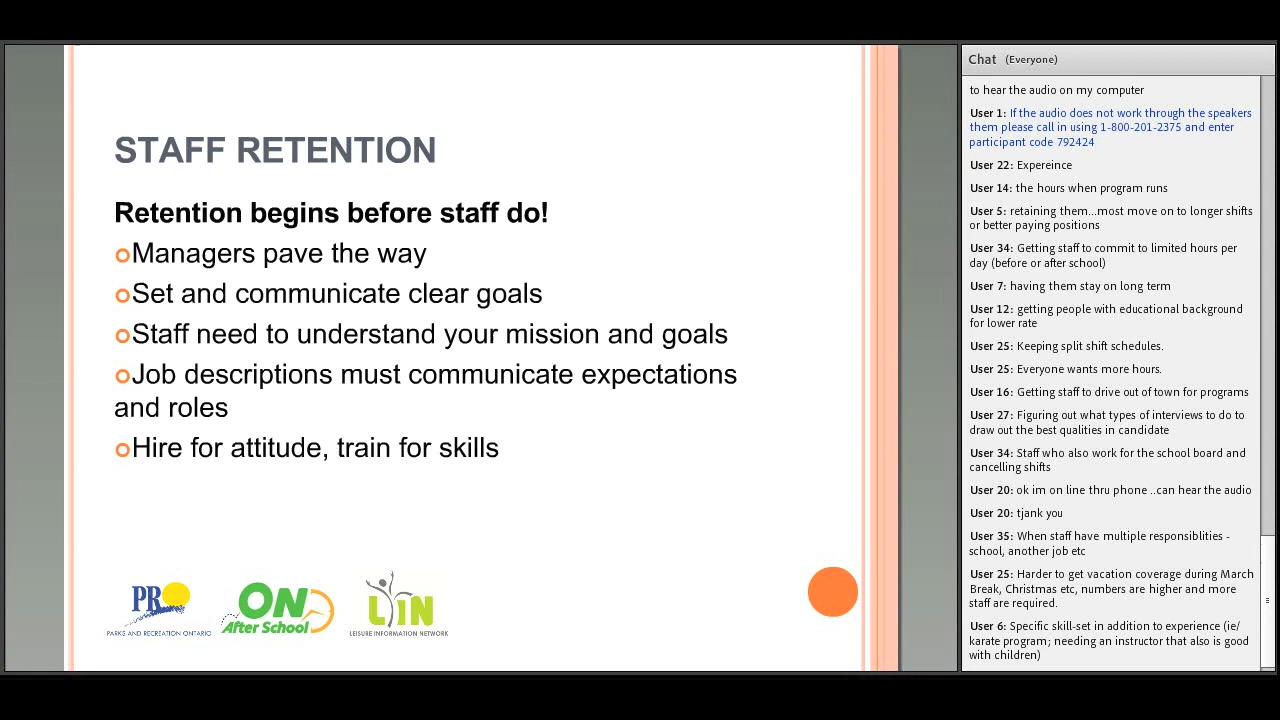 STAFF RETENTION
Retention begins before staff do!
Managers pave the way
Set and communicate clear goals
Staff need to understand your mission and goals
Job descriptions must communicate expectations
and roles
Hire for attitude, train for skills
PRO
PARKS AND RECREATION ONTARIO
ON
After School
LIN
LEISURE INFORMATION NETWORK
Chat (Everyone)
to hear the audio on my computer
User 1: If the audio does not work through the speakers
them please call in using 1-800-201-2375 and enter
participant code 792424
User 22: Expereince
User 14: the hours when program runs
User 5: retaining them...most move on to longer shifts
or better paying positions
User 34: Getting staff to commit to limited hours per
day (before or after school)
User 7: having them stay on long term
User 12: getting people with educational background
for lower rate
User 25: Keeping split shift schedules.
User 25: Everyone wants more hours.
User 16: Getting staff to drive out of town for programs
User 27: Figuring out what types of interviews to do to
draw out the best qualities in candidate
User 34: Staff who also work for the school board and
cancelling shifts
User 20: ok im on line thru phone ..can hear the audio
User 20: tjank you
User 35: When staff have multiple responsiblities -
school, another job etc
User 25: Harder to get vacation coverage during March
Break, Christmas etc, numbers are higher and more
staff are required.
User 6: Specific skill-set in addition to experience (ie/
karate program; needing an instructor that also is good
with children)